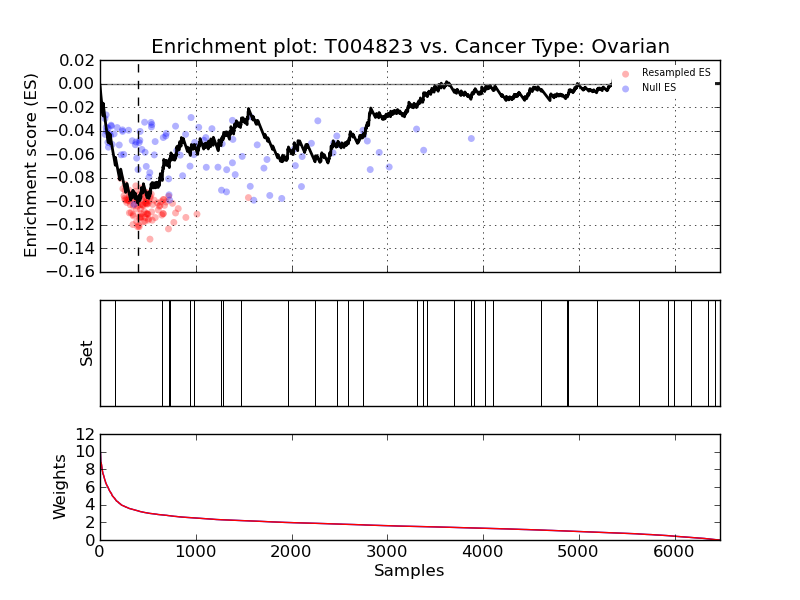 Enrichment plot: T004823 vs. Cancer Type: Ovarian
Enrichment score (ES)
0.02
0.00
−0.02
−0.04
−0.06
−0.08
−0.10
−0.12
−0.14
−0.16
Resampled ES
Null ES
Set
Weights
12
10
8
6
4
2
0
0 1000 2000 3000 4000 5000 6000
Samples